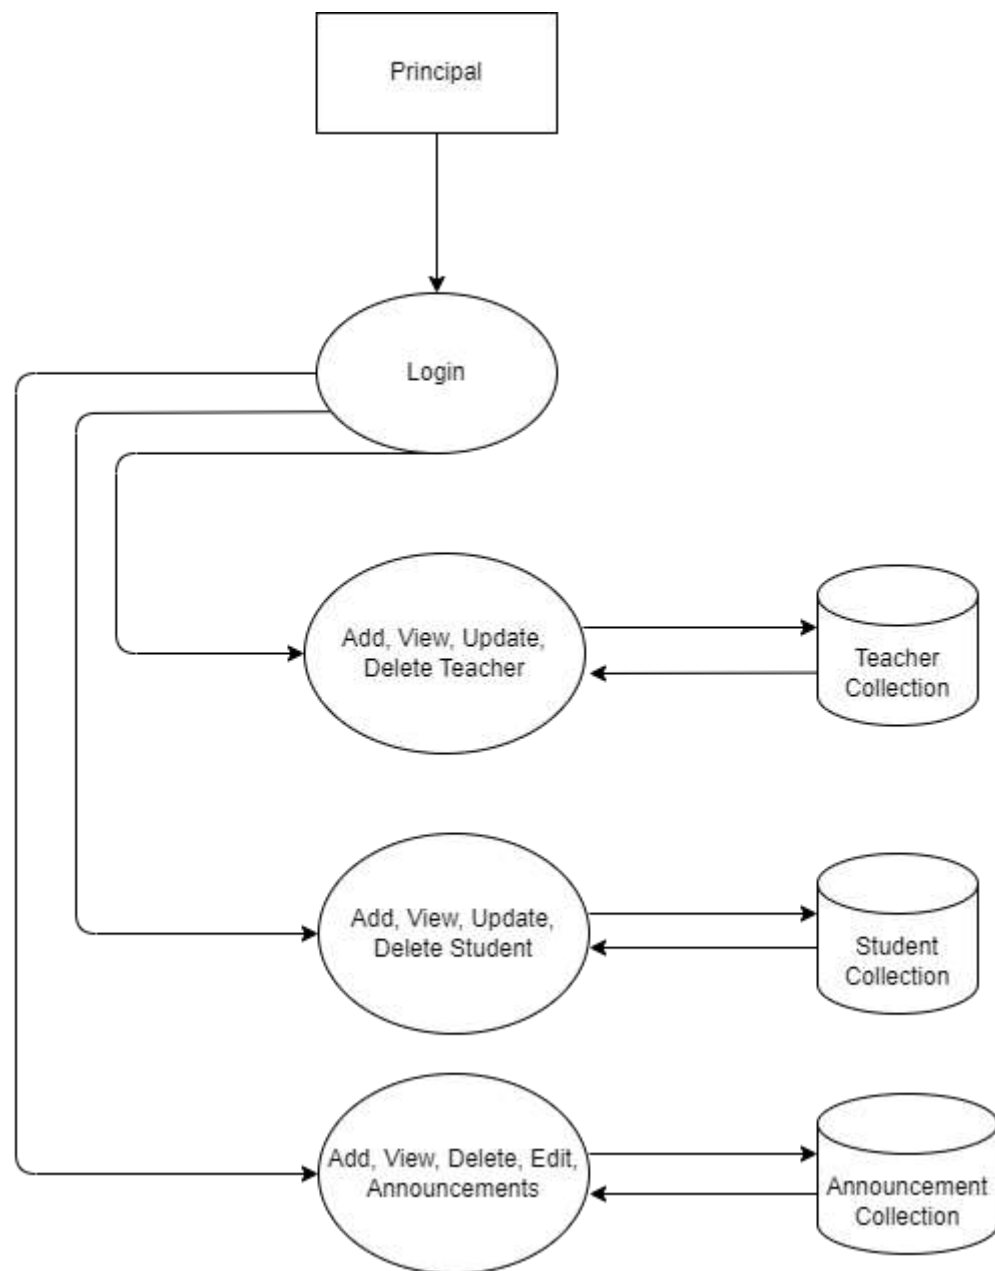 Principal
Login
Add, View, Update,
Delete Teacher
Teacher
Collection
Add, View, Update,
Delete Student
Student
Collection
Add, View, Delete, Edit,
Announcements
Announcement
Collection